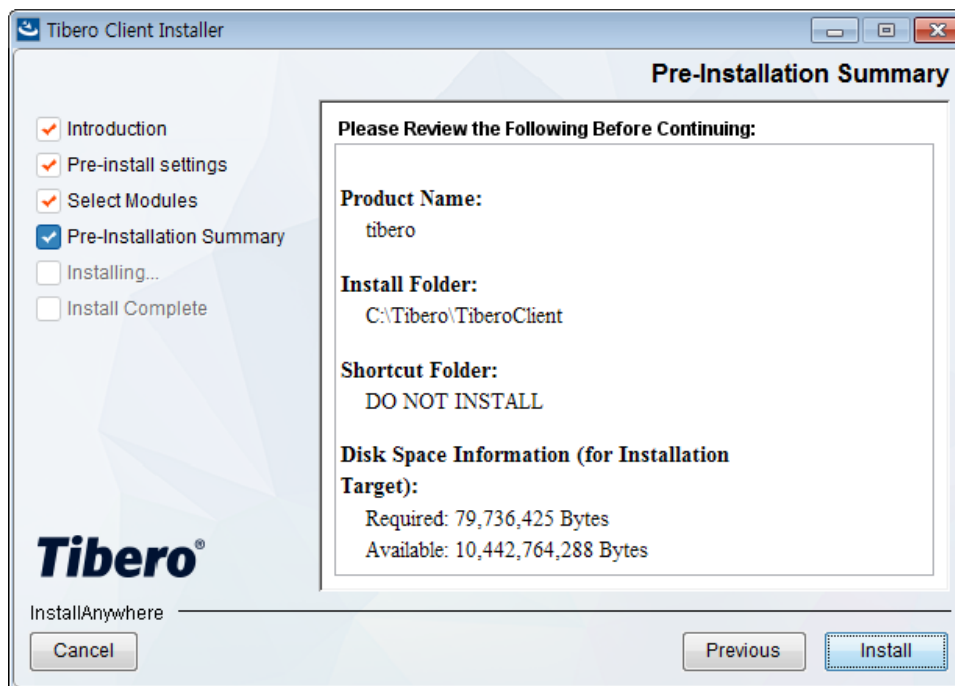 Tibero Client Installer
Pre-Installation Summary
Introduction
Pre-install settings
Select Modules
Pre-Installation Summary
Installing...
Install Complete
Please Review the Following Before Continuing:
Product Name:
tibero
Install Folder:
C:\Tibero\TiberoClient
Shortcut Folder:
DO NOT INSTALL
Disk Space Information (for Installation
Target):
Required: 79,736,425 Bytes
Available: 10,442,764,288 Bytes
Tibero®
InstallAnywhere
Cancel
Previous
Install